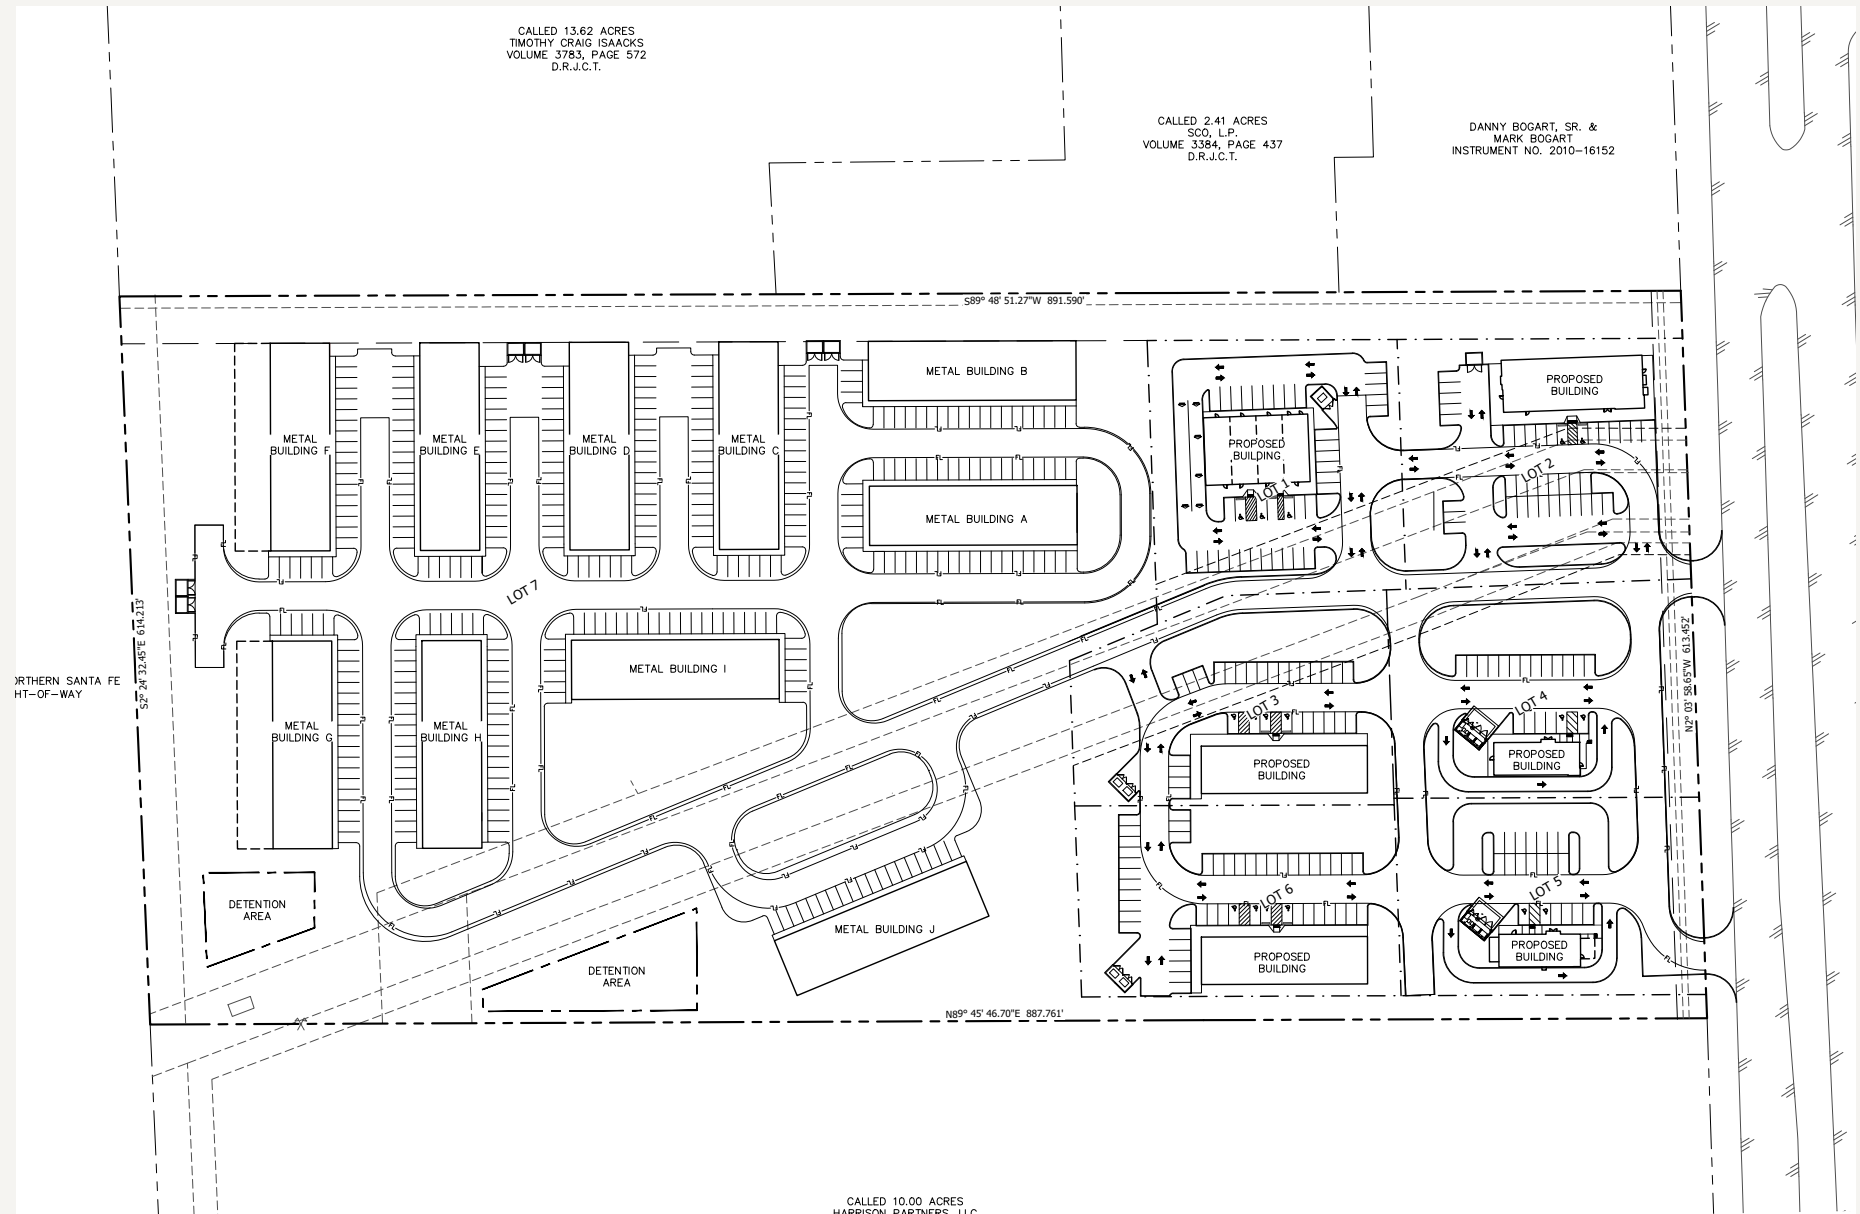 CALLED 13.62 ACRES
TIMOTHY CRAIG ISAACKS
VOLUME 3783, PAGE 572
D.R.J.C.T.
CALLED 2.41 ACRES
SCO, L.P.
VOLUME 3384, PAGE 437
D.R.J.C.T.
DANNY BOGART, SR. &
MARK BOGART
INSTRUMENT NO. 2010-16152
S89° 48' 51.27"W 891.590'
METAL BUILDING B
PROPOSED
BUILDING
METAL
BUILDING F
METAL
BUILDING E
METAL
BUILDING D
METAL
BUILDING C
PROPOSED
BUILDING
LOT 1
LOT 2
METAL BUILDING A
LOT 7
S2° 24' 32.45"E 614.213'
METAL BUILDING I
N2° 03' 58.65"W 613.452'
ORTHERN SANTA FE
HT-OF-WAY
LOT 3
LOT 4
METAL
BUILDING G
METAL
BUILDING H
PROPOSED
BUILDING
PROPOSED
BUILDING
LOT 6
LOT 5
DETENTION
AREA
METAL BUILDING J
PROPOSED
BUILDING
PROPOSED
BUILDING
DETENTION
AREA
N89° 45' 46.70"E 887.761'
CALLED 10.00 ACRES
HARRISON PARTNERS, LLC